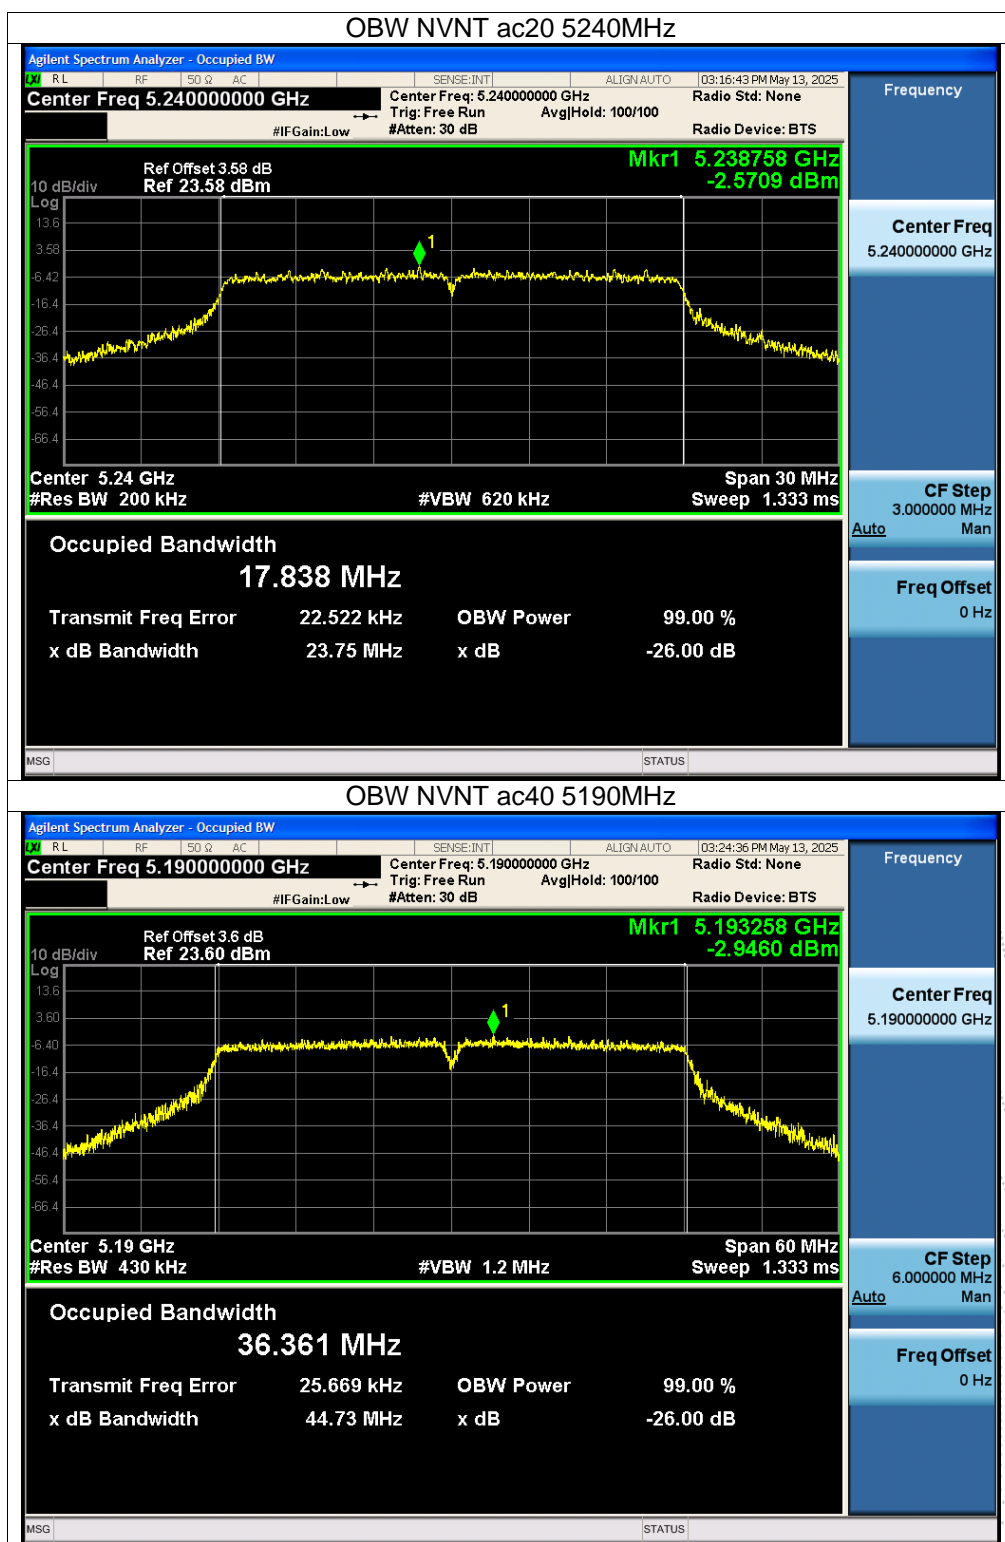 OBW NVNT ac20 5240MHz
Agilent Spectrum Analyzer - Occupied BW
LXI RL RF 50 Ω AC SENSE:INT ALIGN AUTO 03:16:43 PM May 13, 2025
Center Freq 5.240000000 GHz
Center Freq: 5.240000000 GHz Radio Std: None
Trig: Free Run Avg|Hold: 100/100
#IFGain:Low #Atten: 30 dB Radio Device: BTS
Frequency
Mkr1 5.238758 GHz
-2.5709 dBm
Ref Offset 3.58 dB
10 dB/div Ref 23.58 dBm
Log
13.6
3.58
-6.42
-16.4
-26.4
-36.4
-46.4
-56.4
-66.4
1
Center Freq
5.240000000 GHz
Center 5.24 GHz Span 30 MHz
#Res BW 200 kHz #VBW 620 kHz Sweep 1.333 ms
CF Step
3.000000 MHz
Auto Man
Freq Offset
0 Hz
Occupied Bandwidth
17.838 MHz
Transmit Freq Error 22.522 kHz OBW Power 99.00 %
x dB Bandwidth 23.75 MHz x dB -26.00 dB
MSG STATUS
OBW NVNT ac40 5190MHz
Agilent Spectrum Analyzer - Occupied BW
LXI RL RF 50 Ω AC SENSE:INT ALIGN AUTO 03:24:36 PM May 13, 2025
Center Freq 5.190000000 GHz
Center Freq: 5.190000000 GHz Radio Std: None
Trig: Free Run Avg|Hold: 100/100
#IFGain:Low #Atten: 30 dB Radio Device: BTS
Frequency
Mkr1 5.193258 GHz
-2.9460 dBm
Ref Offset 3.6 dB
10 dB/div Ref 23.60 dBm
Log
13.6
3.60
-6.40
-16.4
-26.4
-36.4
-46.4
-56.4
-66.4
1
Center Freq
5.190000000 GHz
Center 5.19 GHz Span 60 MHz
#Res BW 430 kHz #VBW 1.2 MHz Sweep 1.333 ms
CF Step
6.000000 MHz
Auto Man
Freq Offset
0 Hz
Occupied Bandwidth
36.361 MHz
Transmit Freq Error 25.669 kHz OBW Power 99.00 %
x dB Bandwidth 44.73 MHz x dB -26.00 dB
MSG STATUS